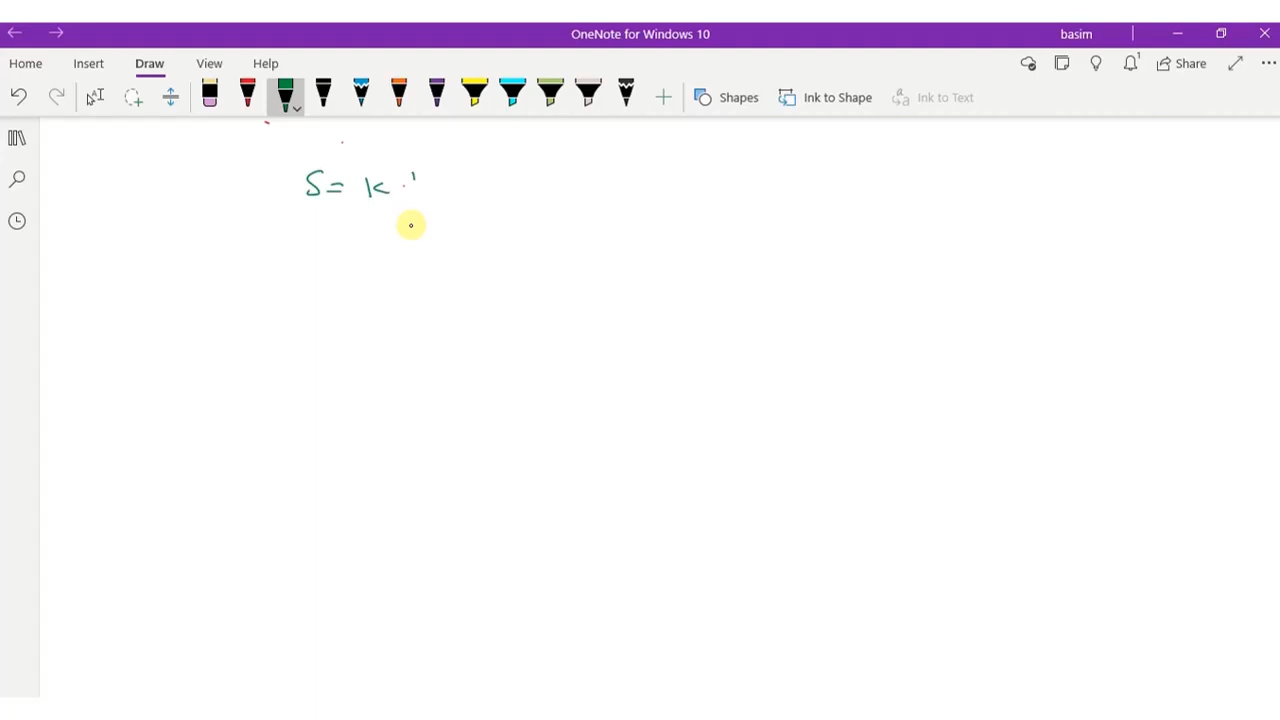 OneNote for Windows 10
basim
Home Insert Draw View Help
Share
Shapes
Ink to Shape
Ink to Text
S = K